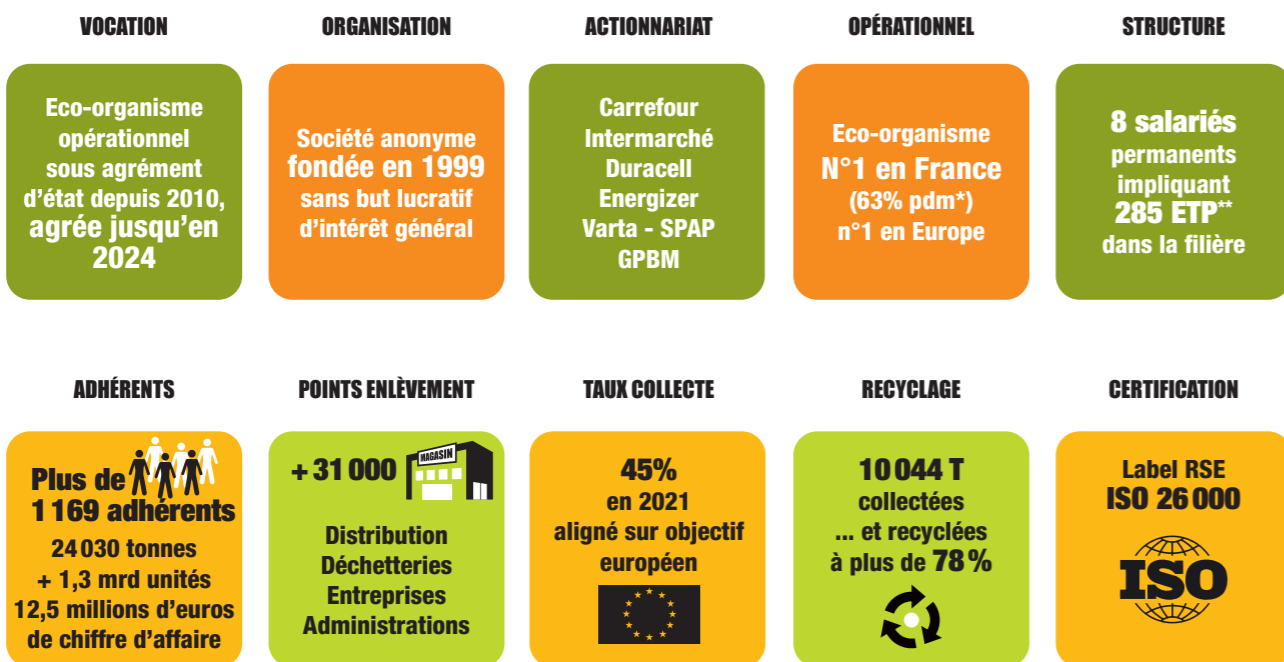 VOCATION
Eco-organisme
opérationnel
sous agrément
d'état depuis 2010,
agrée jusqu'en
2024
ORGANISATION
Société anonyme
fondée en 1999
sans but lucratif
d'intérêt général
ACTIONNARIAT
Carrefour
Intermarché
Duracell
Energizer
Varta - SPAP
GPBM
OPÉRATIONNEL
Eco-organisme
N°1 en France
(63% pdm*)
n°1 en Europe
STRUCTURE
8 salariés
permanents
impliquant
285 ETP**
dans la filière
ADHÉRENTS
Plus de
1 169 adhérents
24 030 tonnes
+ 1,3 mrd unités
12,5 millions d'euros
de chiffre d'affaire
POINTS ENLÈVEMENT
+ 31 000
MAGASIN
Distribution
Déchetteries
Entreprises
Administrations
TAUX COLLECTE
45%
en 2021
aligné sur objectif
européen
RECYCLAGE
10 044 T
collectées
... et recyclées
à plus de 78 %
CERTIFICATION
Label RSE
ISO 26 000
ISO